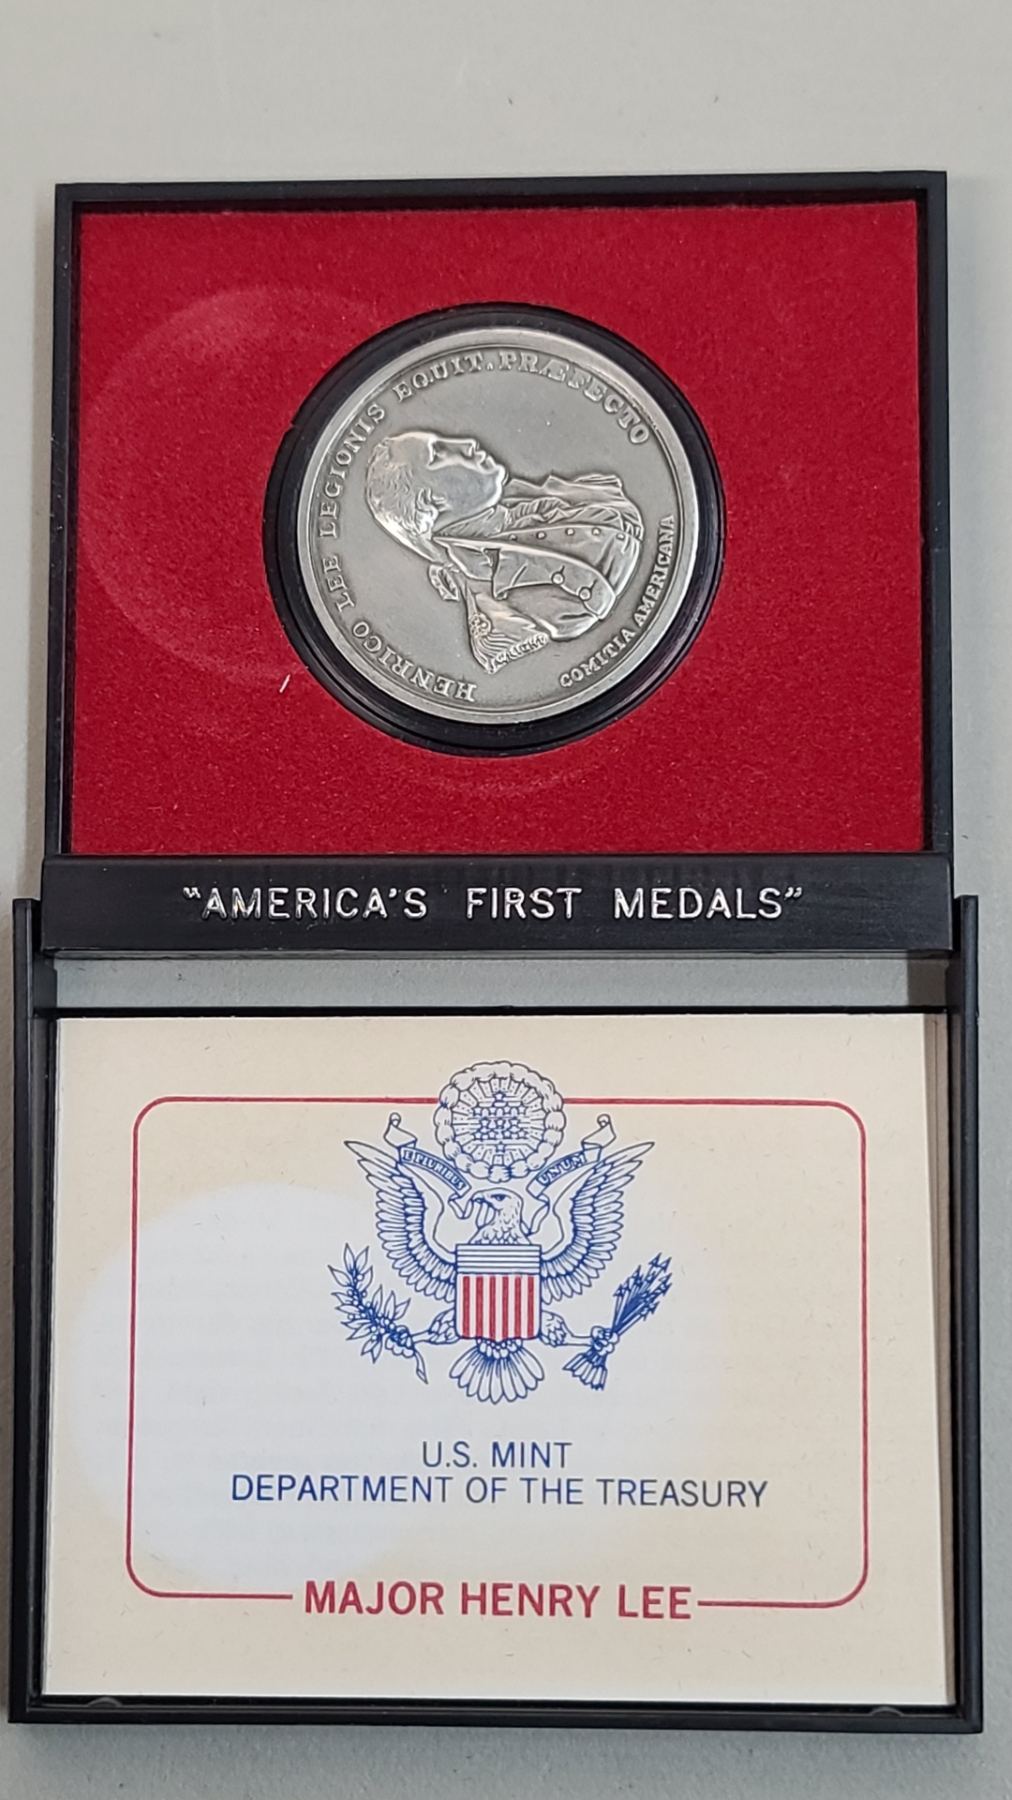 HENRICO LEE LEGIONIS EQUIT. PRÆFECTO
COMITIA AMERICANA
"AMERICA'S FIRST MEDALS"
E PLURIBUS UNUM
U.S. MINT
DEPARTMENT OF THE TREASURY
MAJOR HENRY LEE